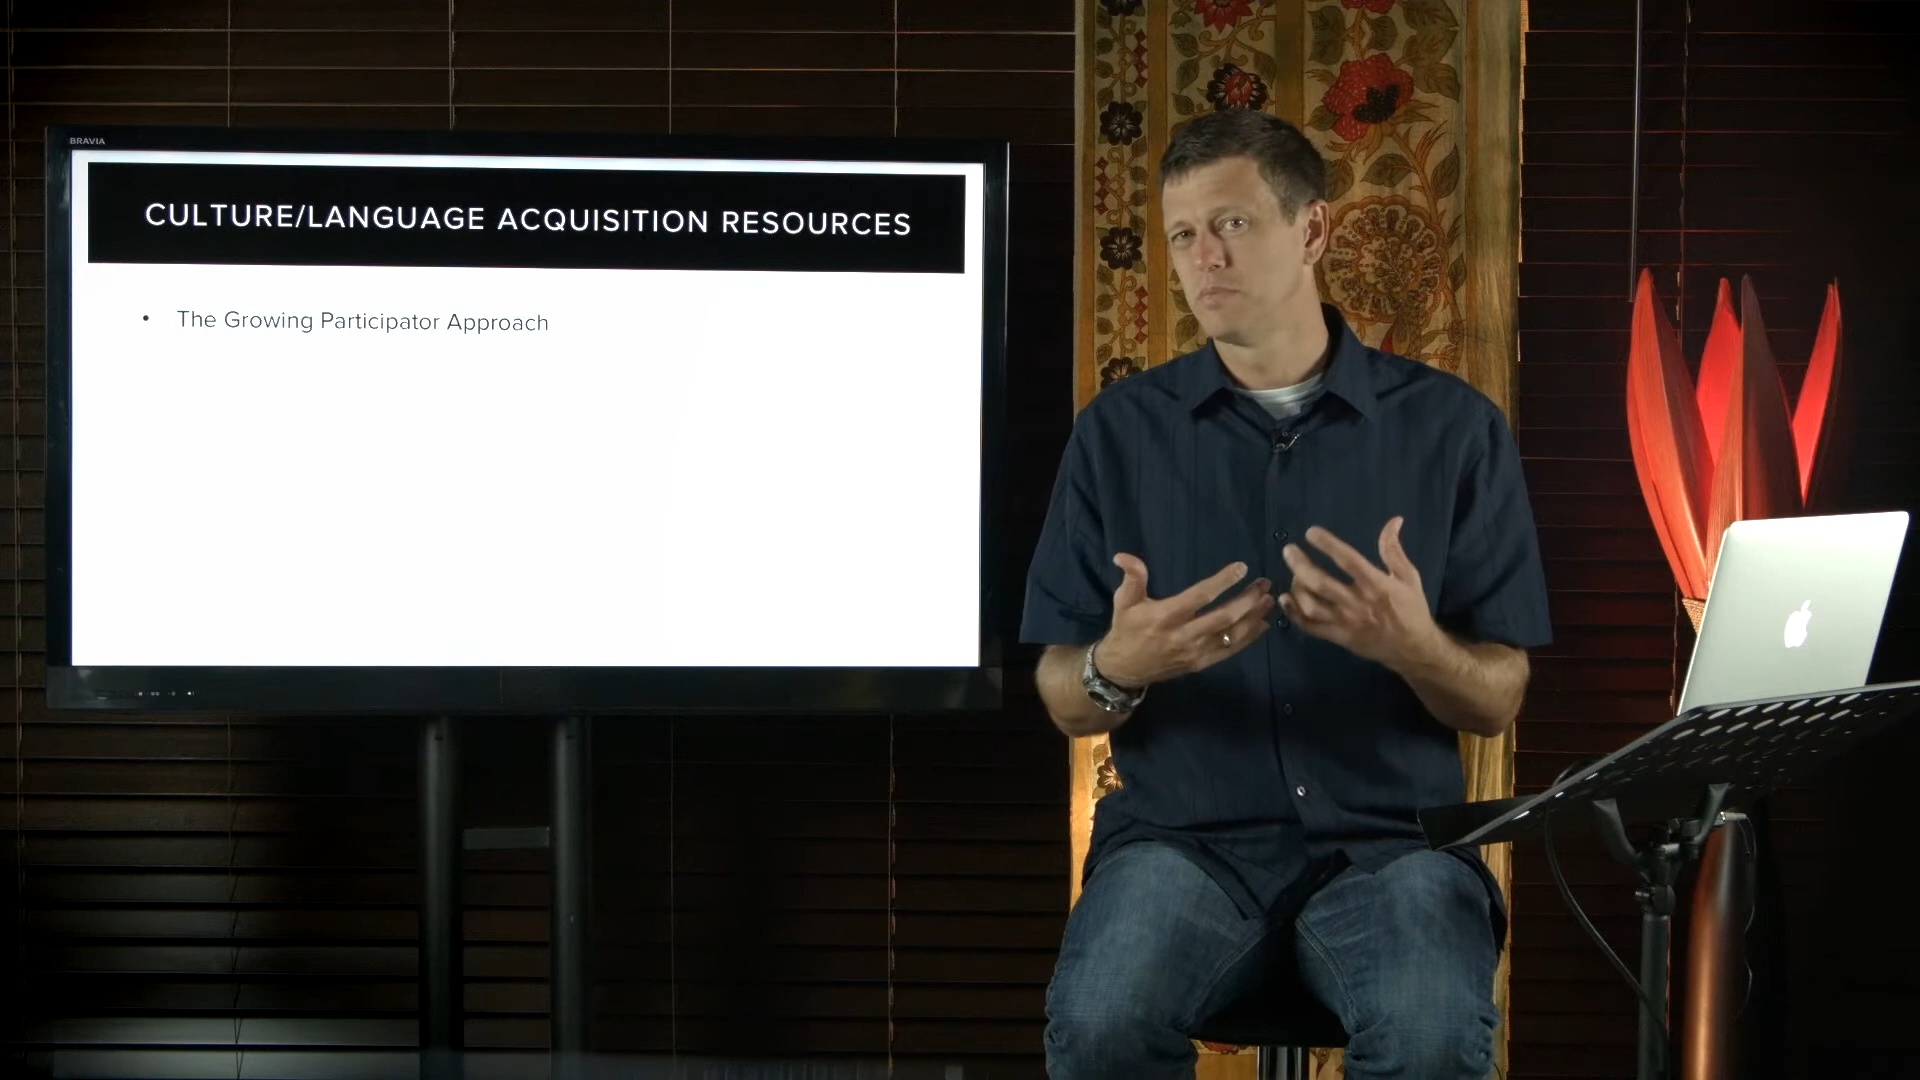 BRAVIA
CULTURE/LANGUAGE ACQUISITION RESOURCES
• The Growing Participator Approach